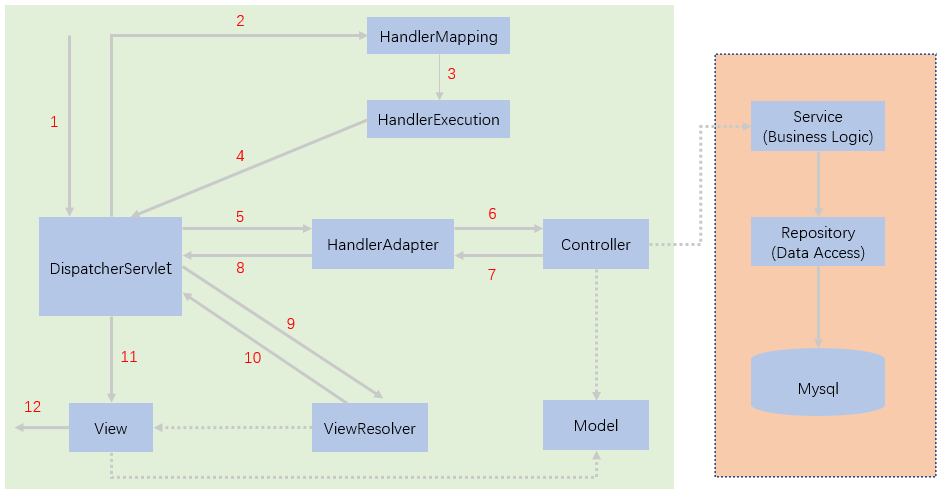 2
HandlerMapping
3
1
HandlerExecution
Service
(Business Logic)
4
5
6
Repository
(Data Access)
DispatcherServlet
HandlerAdapter
Controller
8
7
9
10
11
Mysql
12
View
ViewResolver
Model